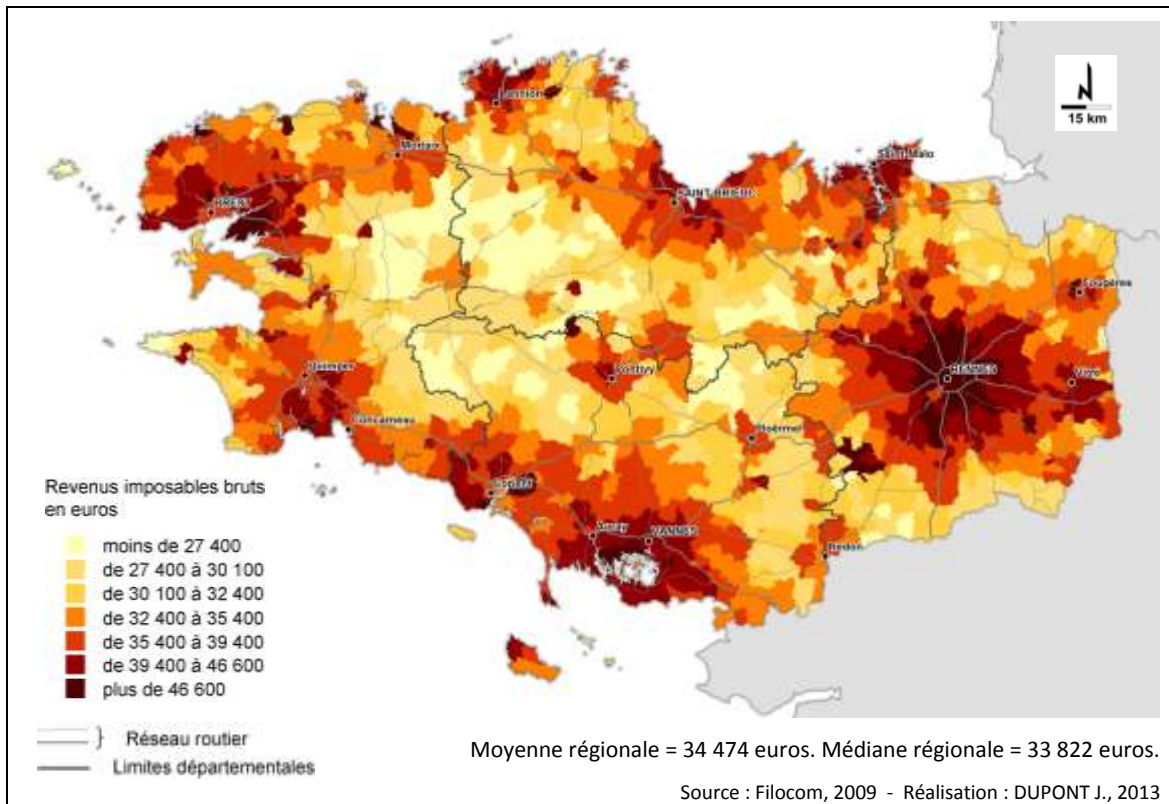 15 km
Lannion
Morlaix
Saint-Malo
SAINT-BRIEUC
BREST
Fougères
Quimper
Pontivy
RENNES
Vitré
Concarneau
Ploërmel
Lorient
Auray
VANNES
Redon
Revenus imposables bruts
en euros
moins de 27 400
de 27 400 à 30 100
de 30 100 à 32 400
de 32 400 à 35 400
de 35 400 à 39 400
de 39 400 à 46 600
plus de 46 600
} Réseau routier
Limites départementales
Moyenne régionale = 34 474 euros. Médiane régionale = 33 822 euros.
Source : Filocom, 2009 - Réalisation : DUPONT J., 2013